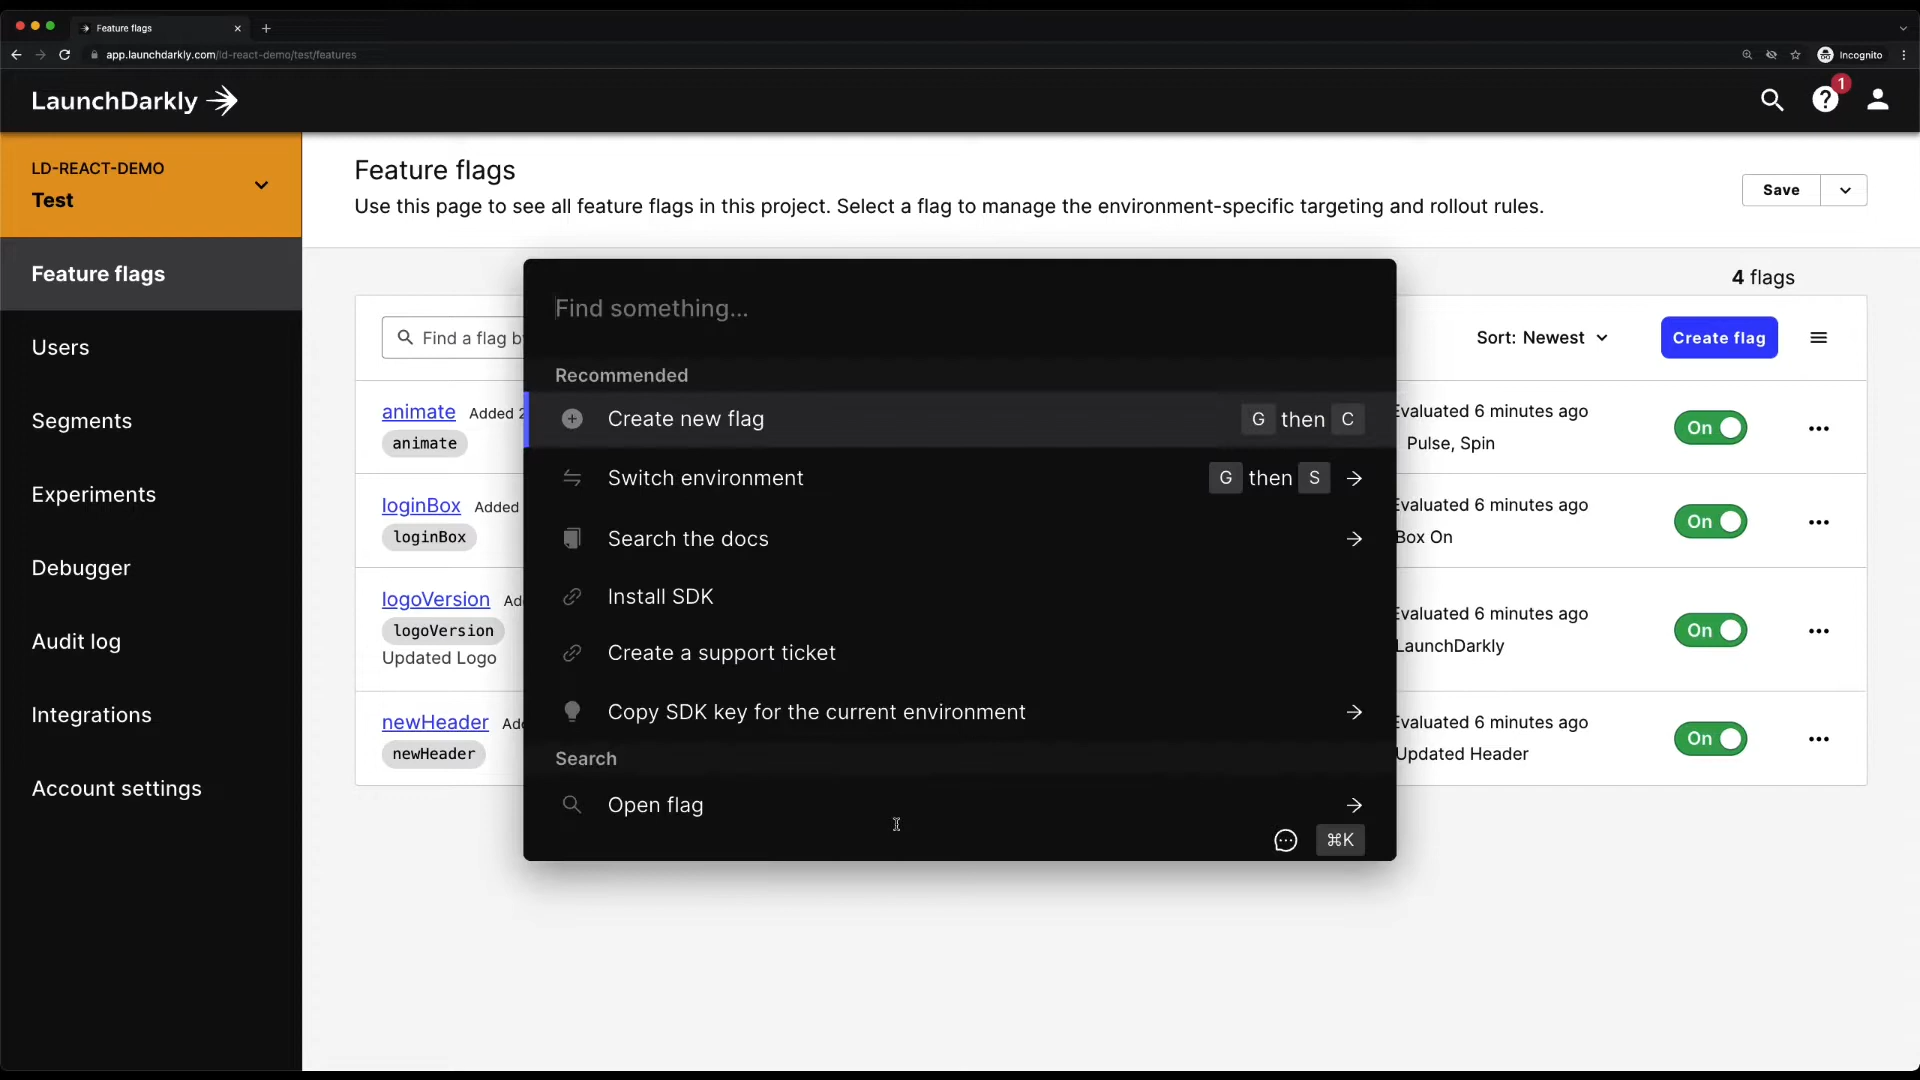 Feature flags
app.launchdarkly.com/ld-react-demo/test/features
Incognito
LaunchDarkly
1
LD-REACT-DEMO
Test
Feature flags
Users
Segments
Experiments
Debugger
Audit log
Integrations
Account settings
Feature flags
Use this page to see all feature flags in this project. Select a flag to manage the environment-specific targeting and rollout rules.
Save
4 flags
Find a flag b
Sort: Newest
Create flag
animate Added 2
animate
Evaluated 6 minutes ago
Pulse, Spin
On
loginBox Added
loginBox
Evaluated 6 minutes ago
Box On
On
logoVersion Ad
logoVersion
Updated Logo
Evaluated 6 minutes ago
LaunchDarkly
On
newHeader Ad
newHeader
Evaluated 6 minutes ago
Updated Header
On
Find something...
Recommended
Create new flag G then C
Switch environment G then S
Search the docs
Install SDK
Create a support ticket
Copy SDK key for the current environment
Search
Open flag
⌘K